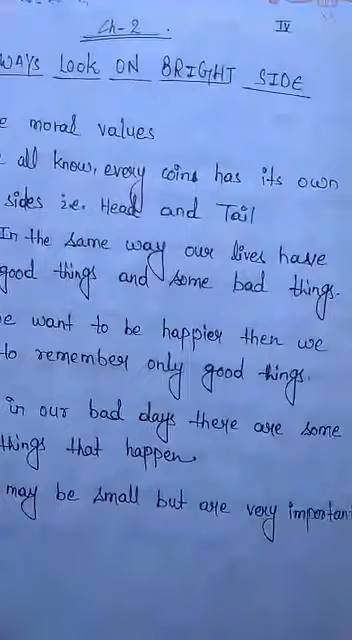 Ch-2. IV
WAYS LOOK ON BRIGHT SIDE
e moral values
all know, every coins has its own
sides i.e. Head and Tail
In the same way our lives have
good things and some bad things.
e want to be happier then we
to remember only good things.
in our bad days there are some
things that happen.
may be small but are very important